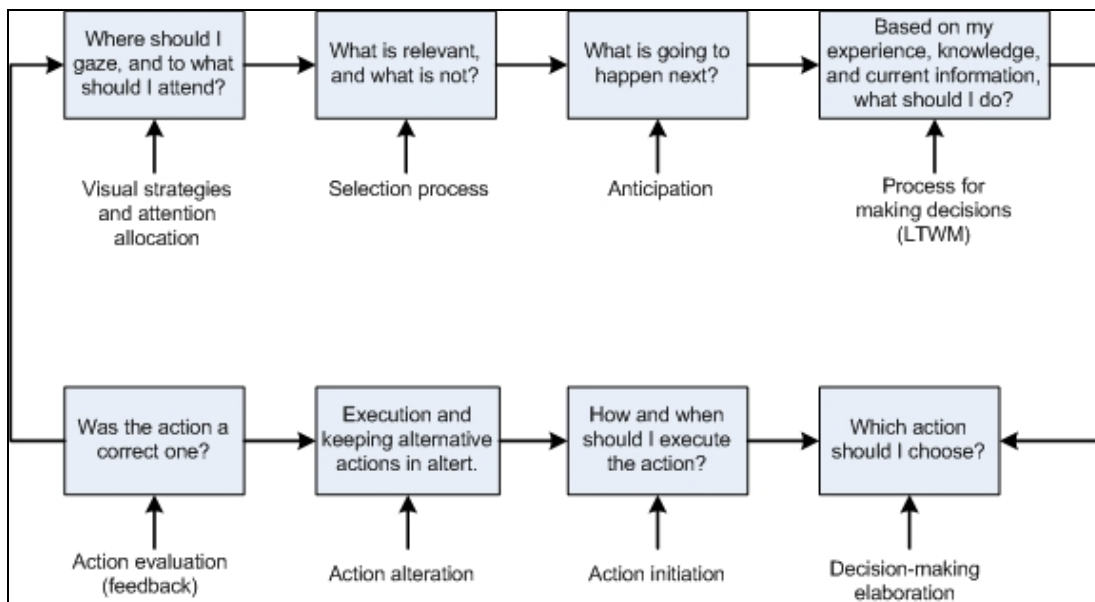 Where should I
gaze, and to what
should I attend?
What is relevant,
and what is not?
What is going to
happen next?
Based on my
experience, knowledge,
and current information,
what should I do?
Visual strategies
and attention
allocation
Selection process
Anticipation
Process for
making decisions
(LTWM)
Was the action a
correct one?
Execution and
keeping alternative
actions in altert.
How and when
should I execute
the action?
Which action
should I choose?
Action evaluation
(feedback)
Action alteration
Action initiation
Decision-making
elaboration